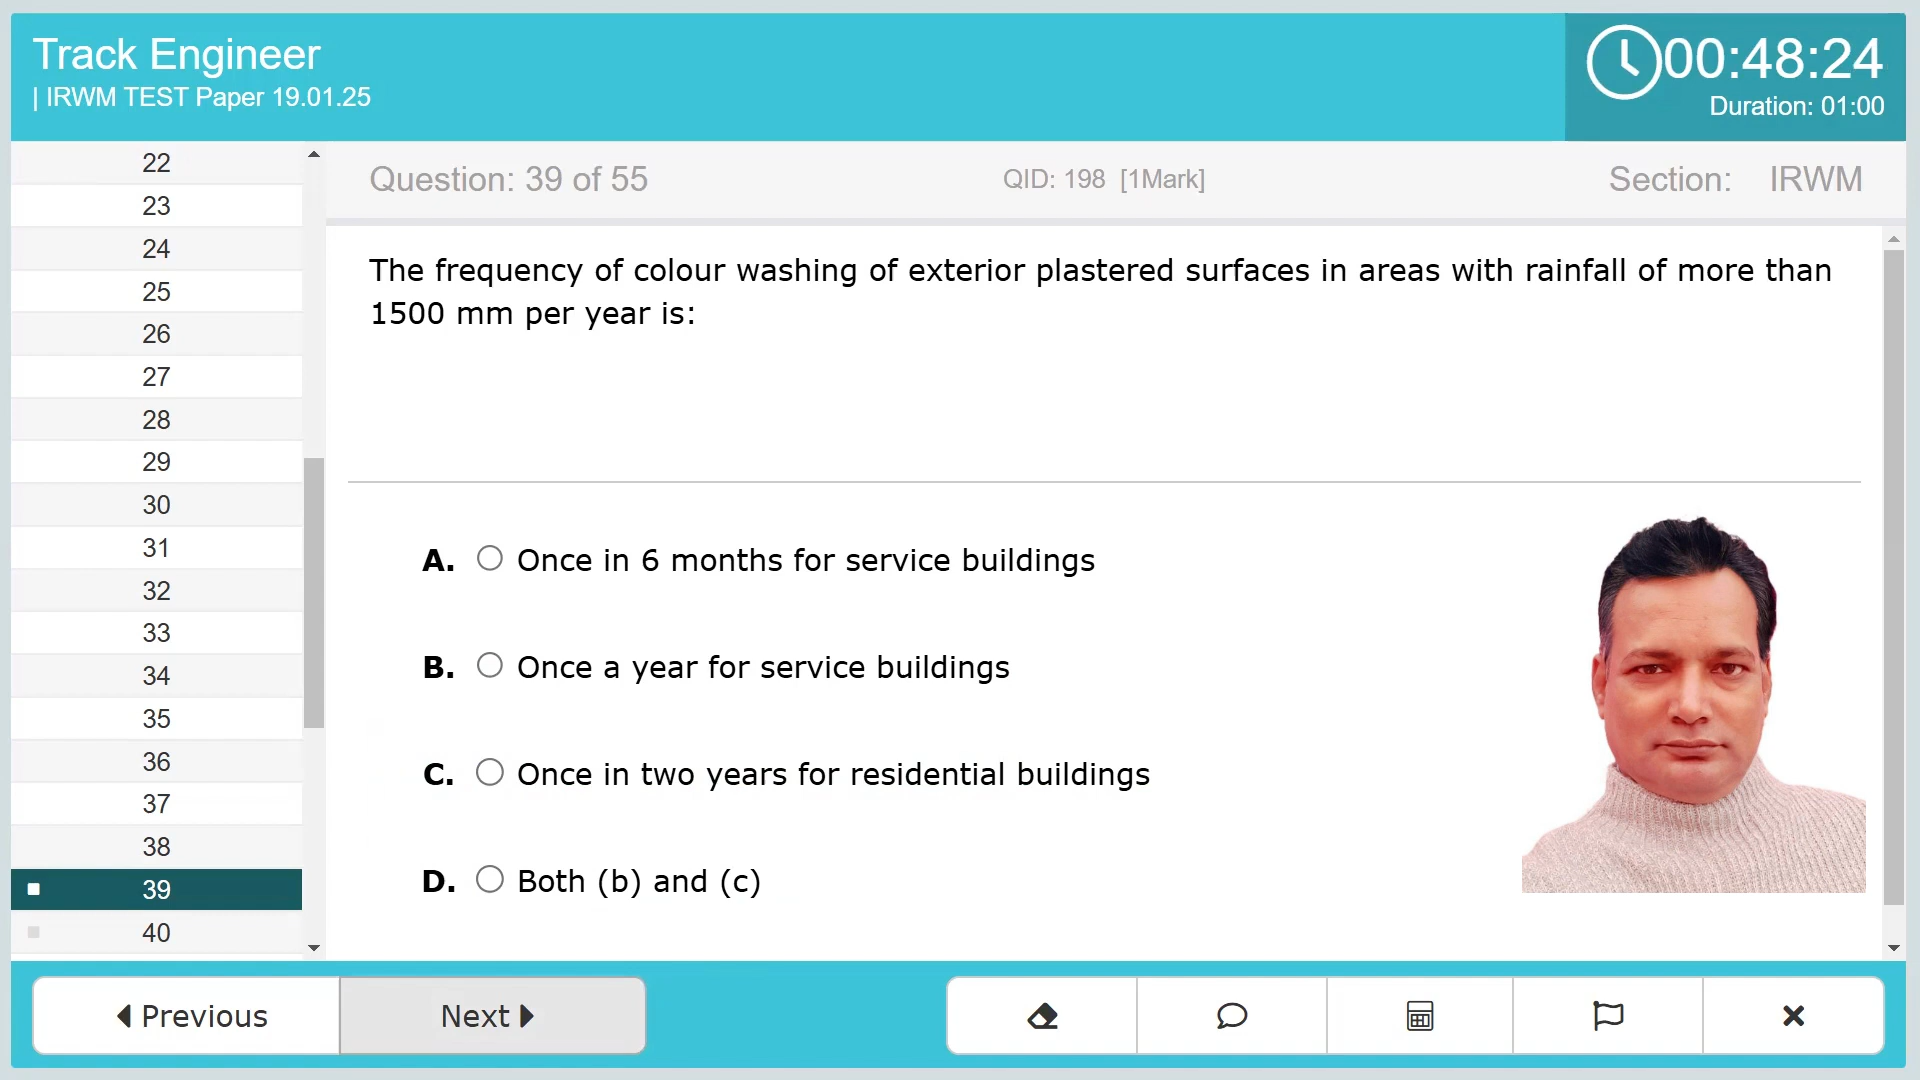 Track Engineer
| IRWM TEST Paper 19.01.25
00:48:24
Duration: 01:00
22
23
24
25
26
27
28
29
30
31
32
33
34
35
36
37
38
39
40
Question: 39 of 55
QID: 198 [1Mark]
Section: IRWM
The frequency of colour washing of exterior plastered surfaces in areas with rainfall of more than
1500 mm per year is:
A. Once in 6 months for service buildings
B. Once a year for service buildings
C. Once in two years for residential buildings
D. Both (b) and (c)
Previous
Next